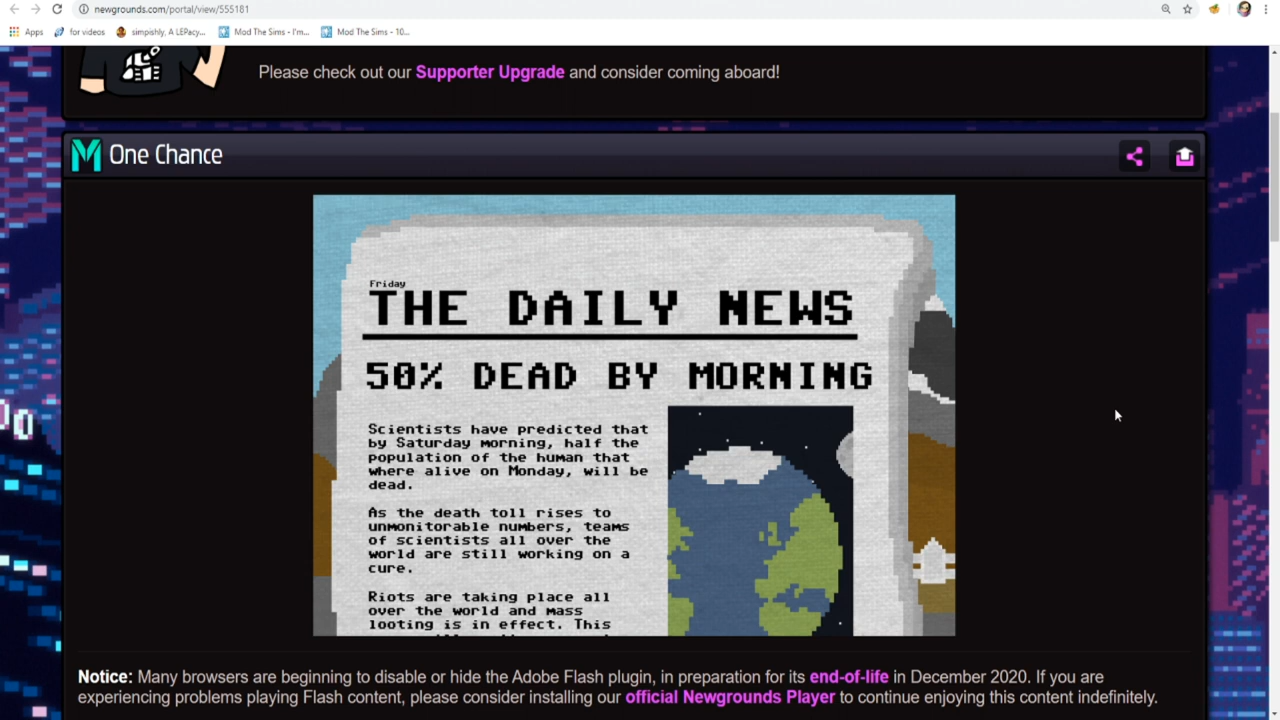 newgrounds.com/portal/view/555181
Apps for videos simpishly, A LEPacy... Mod The Sims - I'm... Mod The Sims - 10...
Please check out our Supporter Upgrade and consider coming aboard!
One Chance
Friday
THE DAILY NEWS
50% DEAD BY MORNING
Scientists have predicted that
by Saturday morning, half the
population of the human that
where alive on Monday, will be
dead.
As the death toll rises to
unmonitorable numbers, teams
of scientists all over the
world are still working on a
cure.
Riots are taking place all
over the world and mass
looting is in effect. This
Notice: Many browsers are beginning to disable or hide the Adobe Flash plugin, in preparation for its end-of-life in December 2020. If you are
experiencing problems playing Flash content, please consider installing our official Newgrounds Player to continue enjoying this content indefinitely.